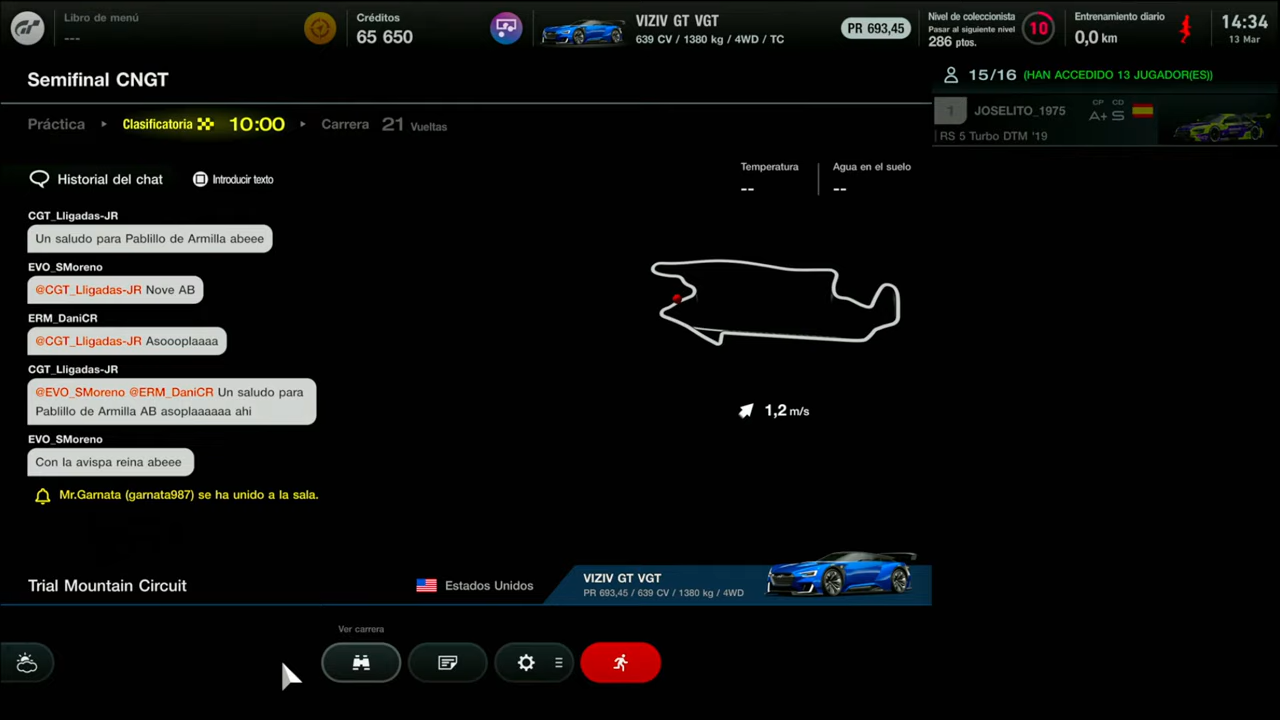 Libro de menú
---
Créditos
65 650
VIZIV GT VGT
639 CV / 1380 kg / 4WD / TC
PR 693,45
Nivel de coleccionista
Pasar al siguiente nivel
286 ptos.
10
Entrenamiento diario
0,0 km
14:34
13 Mar
Semifinal CNGT
15/16 (HAN ACCEDIDO 13 JUGADOR(ES))
Práctica
Clasificatoria 10:00
Carrera 21 Vueltas
1 JOSELITO_1975
CP CD
A+ S
RS 5 Turbo DTM '19
Historial del chat
Introducir texto
Temperatura
--
Agua en el suelo
--
CGT_Lligadas-JR
Un saludo para Pablillo de Armilla abeee
EVO_SMoreno
@CGT_Lligadas-JR Nove AB
ERM_DaniCR
@CGT_Lligadas-JR Asoooplaaaa
CGT_Lligadas-JR
@EVO_SMoreno @ERM_DaniCR Un saludo para
Pablillo de Armilla AB asoplaaaaaa ahi
EVO_SMoreno
Con la avispa reina abeee
Mr.Garnata (garnata987) se ha unido a la sala.
1,2 m/s
Trial Mountain Circuit
Estados Unidos
VIZIV GT VGT
PR 693,45 / 639 CV / 1380 kg / 4WD
Ver carrera